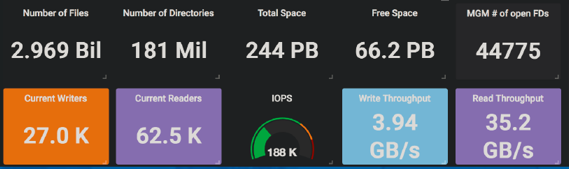 Number of Files
2.969 Bil
Number of Directories
181 Mil
Total Space
244 PB
Free Space
66.2 PB
MGM # of open FDs
44775
Current Writers
27.0 K
Current Readers
62.5 K
IOPS
188 K
Write Throughput
3.94
GB/s
Read Throughput
35.2
GB/s